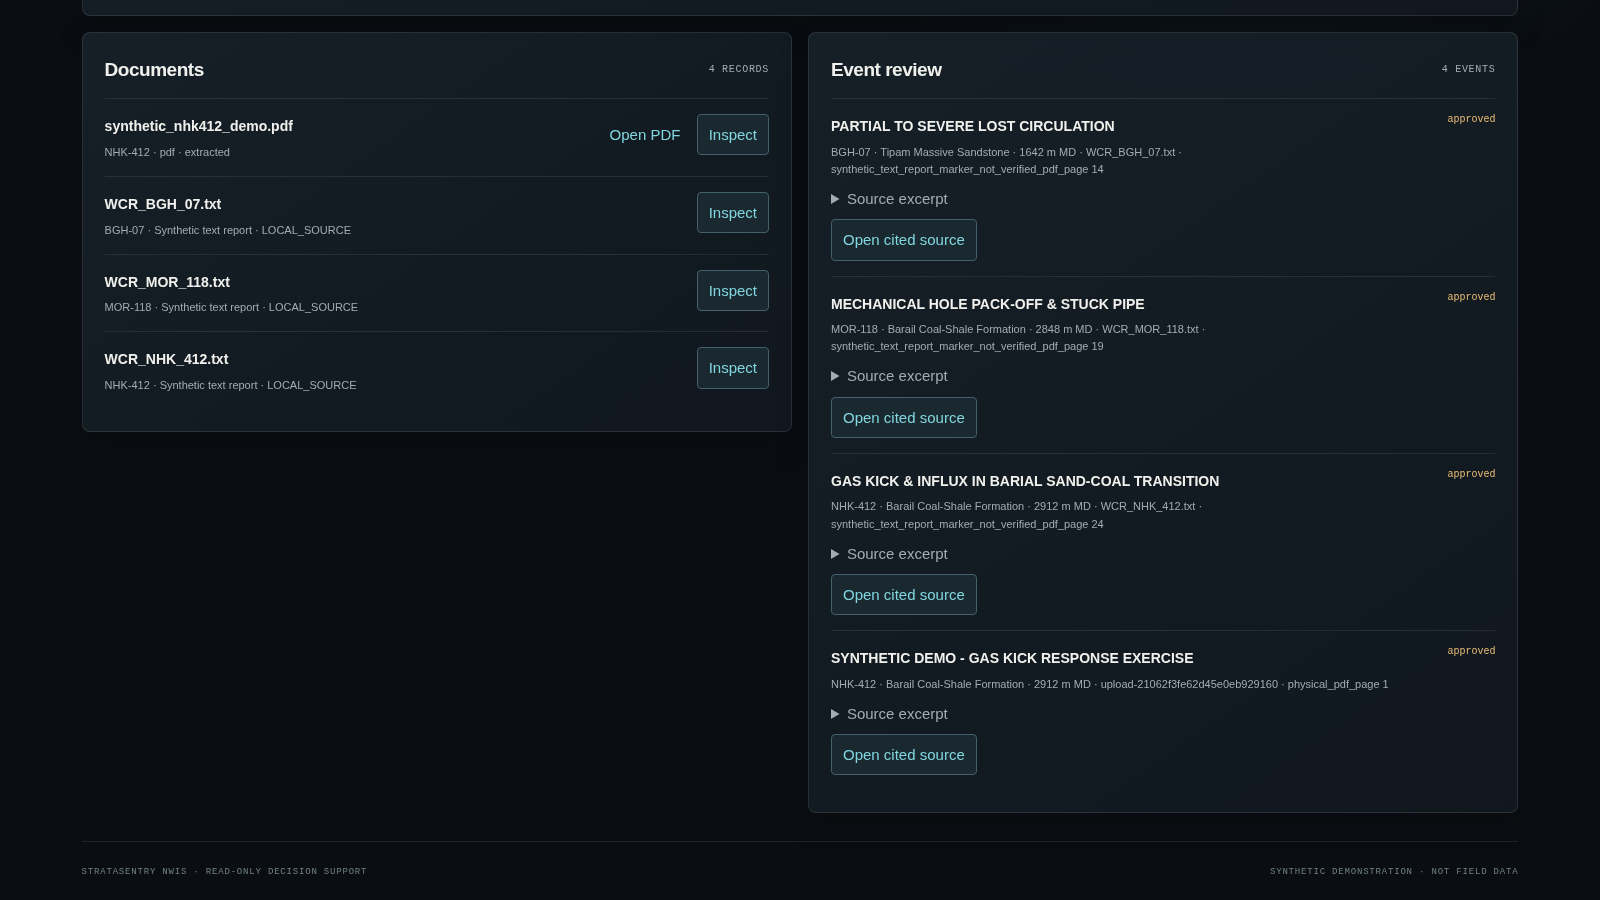 Documents
4 RECORDS
synthetic_nhk412_demo.pdf
NHK-412 · pdf · extracted
Open PDF
Inspect
WCR_BGH_07.txt
BGH-07 · Synthetic text report · LOCAL_SOURCE
Inspect
WCR_MOR_118.txt
MOR-118 · Synthetic text report · LOCAL_SOURCE
Inspect
WCR_NHK_412.txt
NHK-412 · Synthetic text report · LOCAL_SOURCE
Inspect
Event review
4 EVENTS
PARTIAL TO SEVERE LOST CIRCULATION
approved
BGH-07 · Tipam Massive Sandstone · 1642 m MD · WCR_BGH_07.txt ·
synthetic_text_report_marker_not_verified_pdf_page 14
Source excerpt
Open cited source
MECHANICAL HOLE PACK-OFF & STUCK PIPE
approved
MOR-118 · Barail Coal-Shale Formation · 2848 m MD · WCR_MOR_118.txt ·
synthetic_text_report_marker_not_verified_pdf_page 19
Source excerpt
Open cited source
GAS KICK & INFLUX IN BARIAL SAND-COAL TRANSITION
approved
NHK-412 · Barail Coal-Shale Formation · 2912 m MD · WCR_NHK_412.txt ·
synthetic_text_report_marker_not_verified_pdf_page 24
Source excerpt
Open cited source
SYNTHETIC DEMO - GAS KICK RESPONSE EXERCISE
approved
NHK-412 · Barail Coal-Shale Formation · 2912 m MD · upload-21062f3fe62d45e0eb929160 · physical_pdf_page 1
Source excerpt
Open cited source
STRATASENTRY NWIS · READ-ONLY DECISION SUPPORT
SYNTHETIC DEMONSTRATION · NOT FIELD DATA